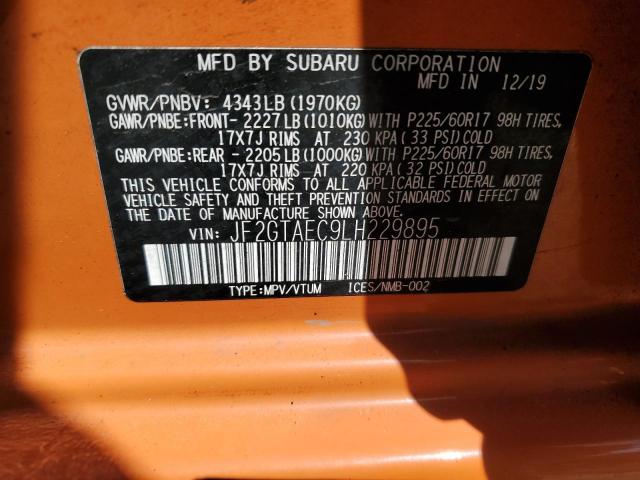 MFD BY SUBARU CORPORATION
MFD IN 12/19
GVWR/PNBV: 4343LB(1970KG)
GAWR/PNBE:FRONT- 2227LB(1010KG)WITH P225/60R17 98H TIRES,
17X7J RIMS AT 230 KPA(33 PSI)COLD
GAWR/PNBE:REAR - 2205LB(1000KG)WITH P225/60R17 98H TIRES,
17X7J RIMS AT 220 KPA(32 PSI)COLD
THIS VEHICLE CONFORMS TO ALL APPLICABLE FEDERAL MOTOR
VEHICLE SAFETY AND BUMPER STANDARDS IN EFFECT ON THE
DATE OF MANUFACTURE SHOWN ABOVE.
VIN: JF2GTAEC9LH229895
TYPE:MPV/VTUM ICES/NMB-002